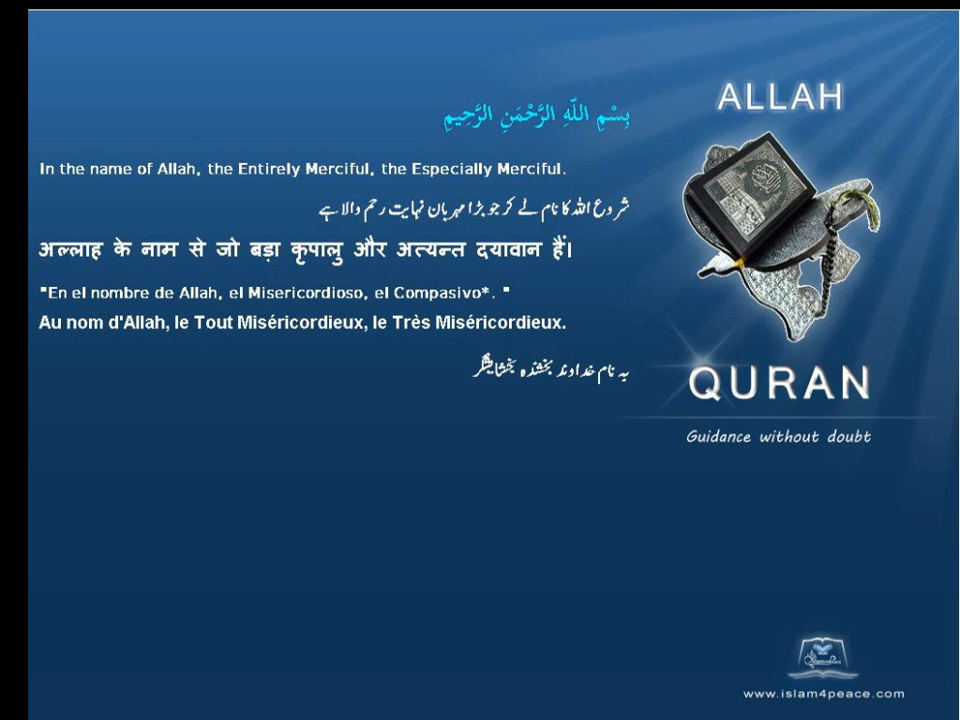 بِسْمِ اللَّهِ الرَّحْمَنِ الرَّحِيمِ
In the name of Allah, the Entirely Merciful, the Especially Merciful.
شروع الله کا نام لے کر جو بڑا مہربان نہایت رحم والا ہے
अल्लाह के नाम से जो बड़ा कृपालु और अत्यन्त दयावान हैं।
"En el nombre de Allah, el Misericordioso, el Compasivo*. "
Au nom d'Allah, le Tout Miséricordieux, le Très Miséricordieux.
به نام خداوند بخشنده بخشایشگر
ALLAH
QURAN
Guidance without doubt
www.islam4peace.com